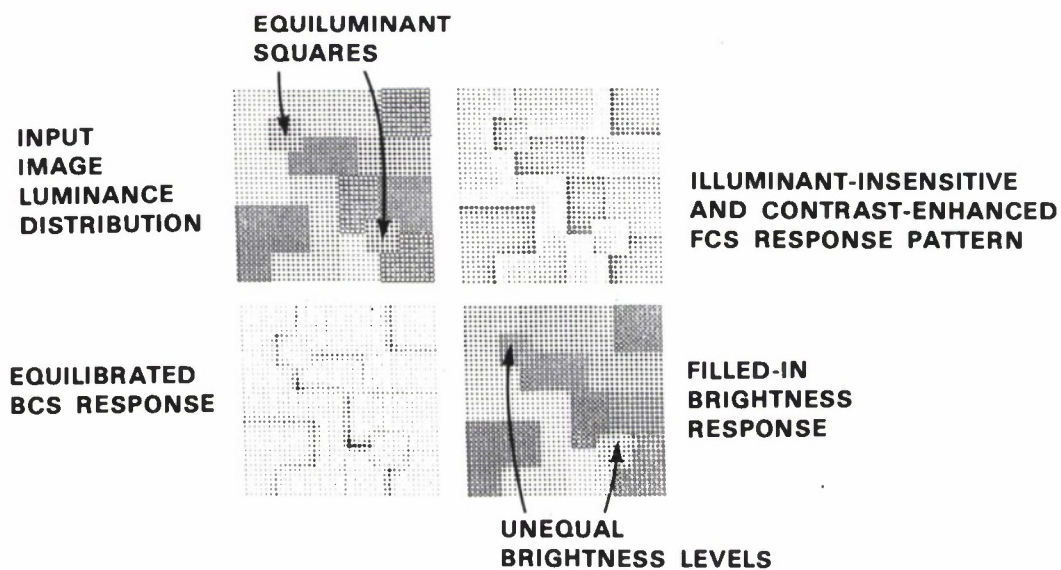 EQUILUMINANT
SQUARES
INPUT
IMAGE
LUMINANCE
DISTRIBUTION
ILLUMINANT-INSENSITIVE
AND CONTRAST-ENHANCED
FCS RESPONSE PATTERN
EQUILIBRATED
BCS RESPONSE
FILLED-IN
BRIGHTNESS
RESPONSE
UNEQUAL
BRIGHTNESS LEVELS